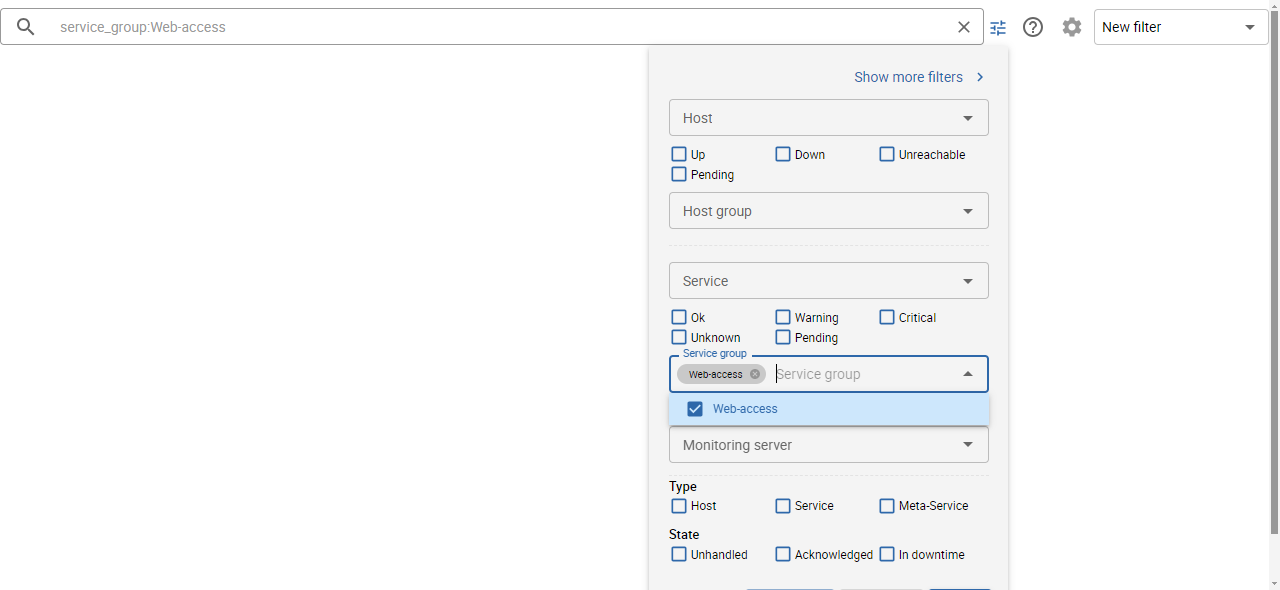 service_group:Web-access
New filter
Show more filters
Host
Up Down Unreachable
Pending
Host group
Service
Ok Warning Critical
Unknown Pending
Service group
Web-access Service group
Web-access
Monitoring server
Type
Host Service Meta-Service
State
Unhandled Acknowledged In downtime